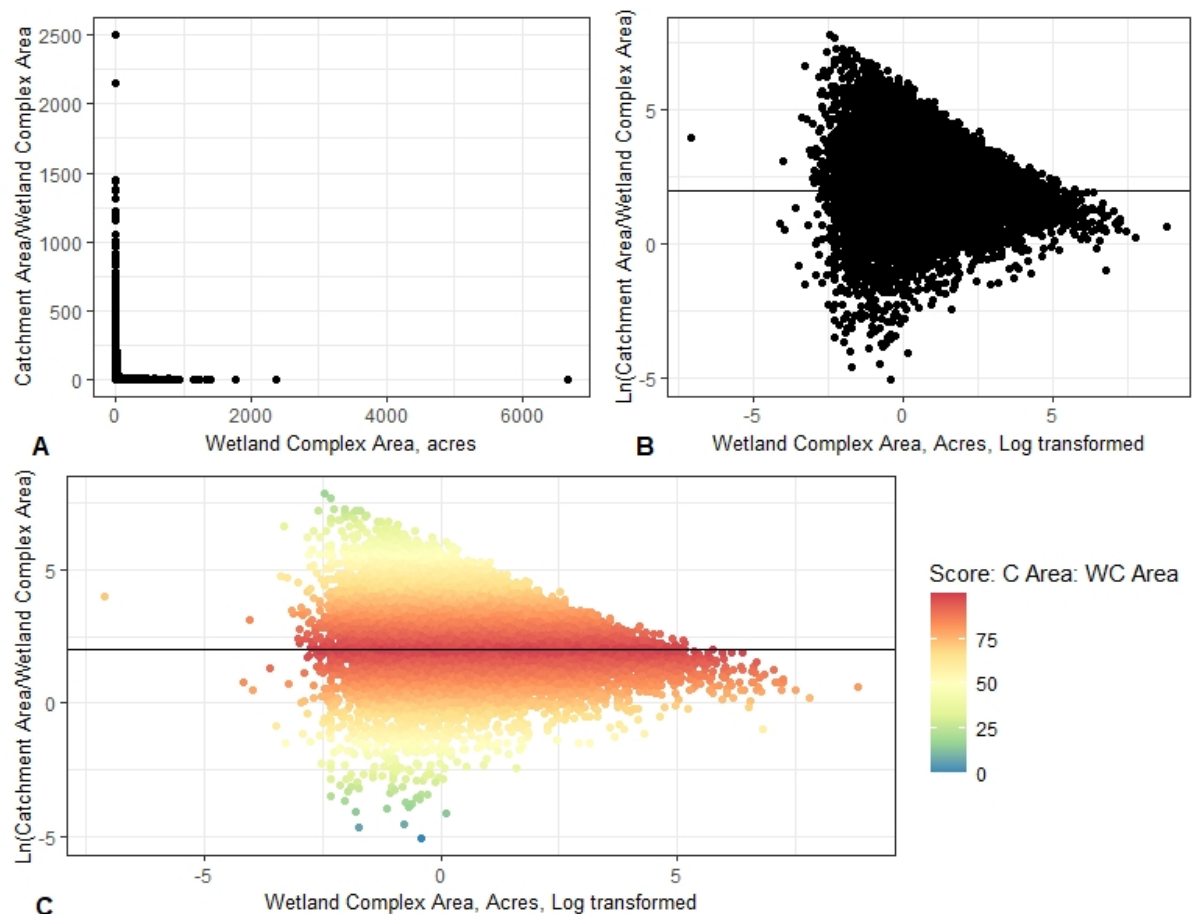 Catchment Area/Wetland Complex Area
2500
2000
1500
1000
500
0
0
2000
4000
6000
Wetland Complex Area, acres
A
Ln(Catchment Area/Wetland Complex Area)
5
0
-5
-5
0
5
Wetland Complex Area, Acres, Log transformed
B
Ln(Catchment Area/Wetland Complex Area)
5
0
-5
-5
0
5
Wetland Complex Area, Acres, Log transformed
C
Score: C Area: WC Area
75
50
25
0